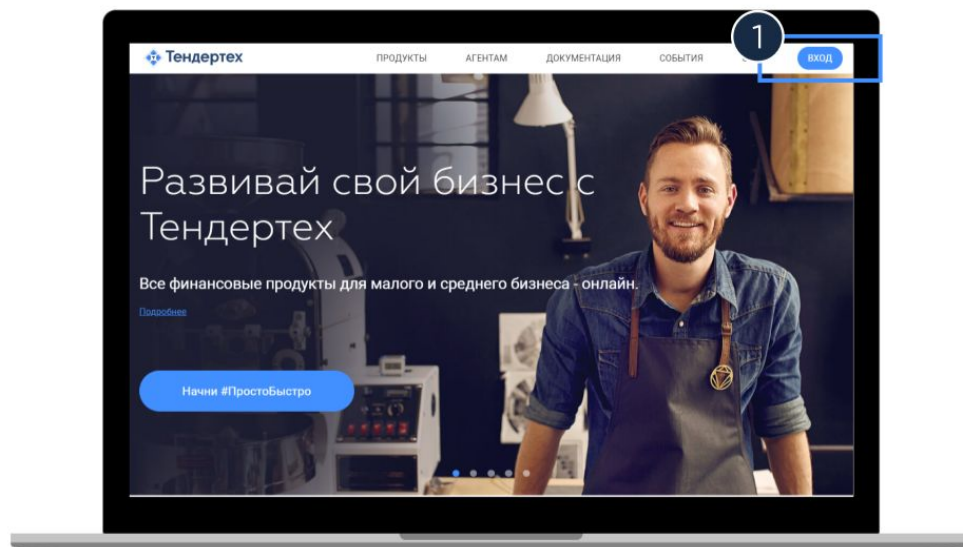 1
Тендертех
ПРОДУКТЫ АГЕНТАМ ДОКУМЕНТАЦИЯ СОБЫТИЯ ВХОД
Развивай свой бизнес с
Тендертех
Все финансовые продукты для малого и среднего бизнеса - онлайн.
Подробнее
Начни #ПростоБыстро